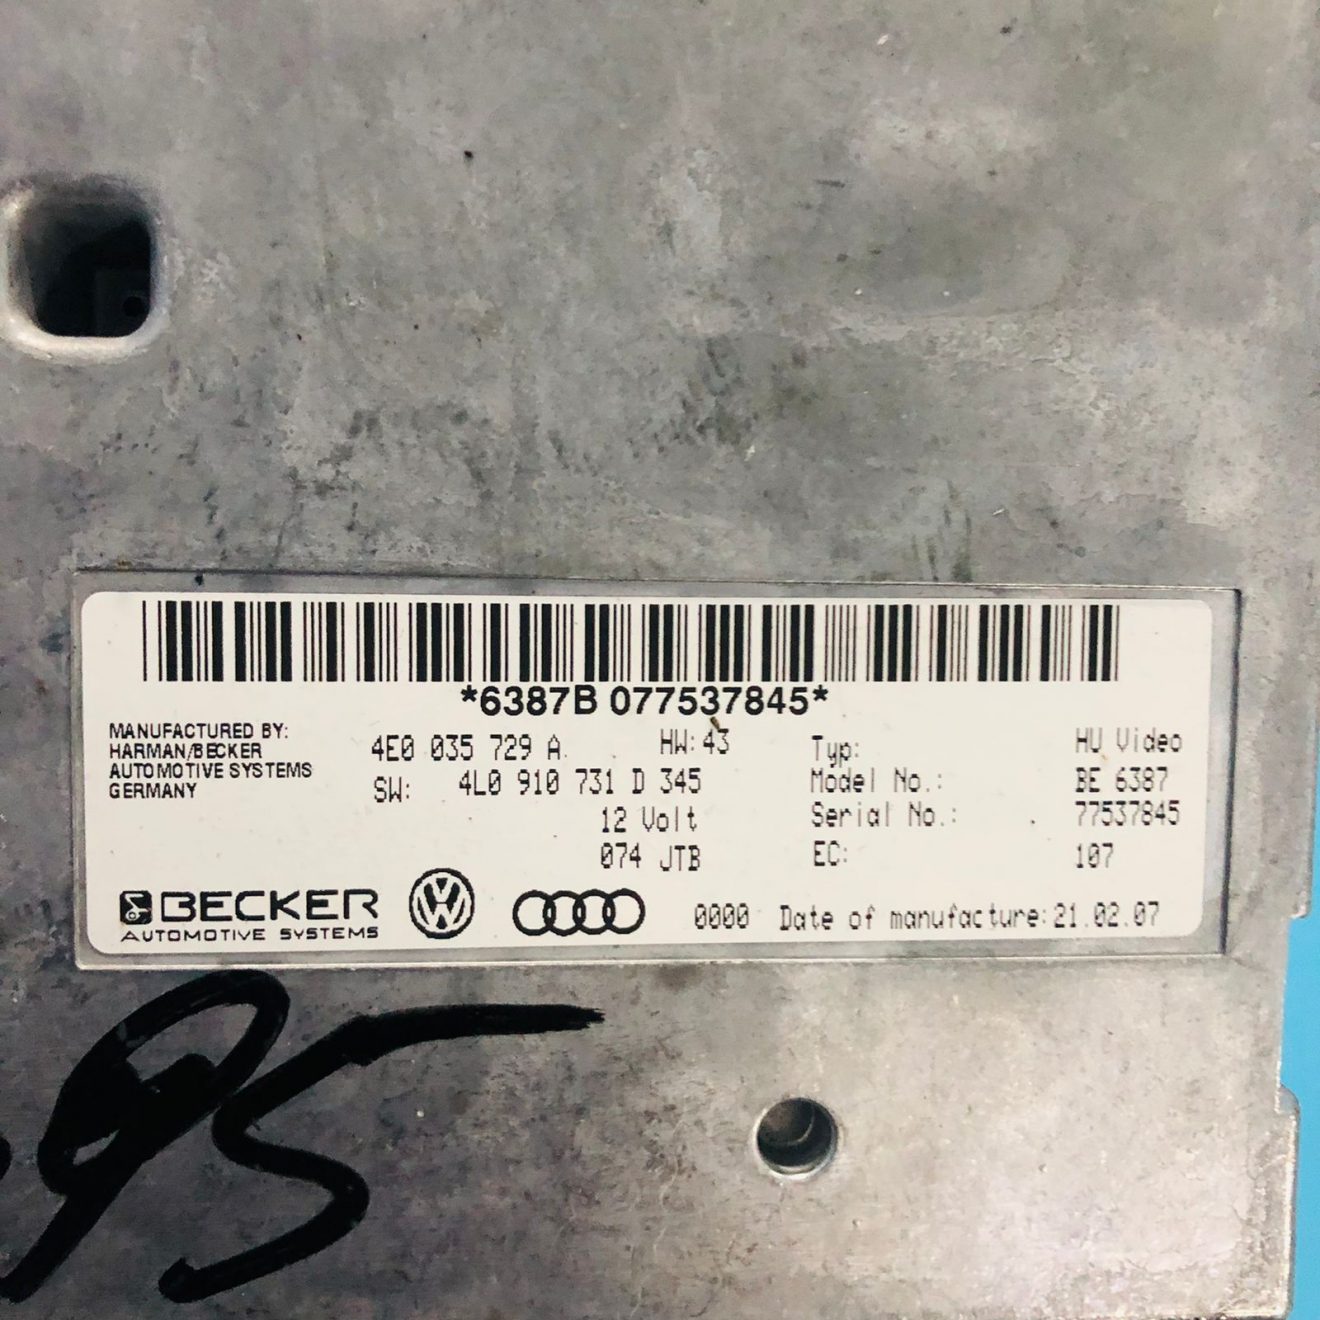 *6387B 077537845*
MANUFACTURED BY:
HARMAN/BECKER
AUTOMOTIVE SYSTEMS
GERMANY
4E0 035 729 A HW:43
SW: 4L0 910 731 D 345
12 Volt
074 JTB
Typ: HU Video
Model No.: BE 6387
Serial No.: 77537845
EC: 107
BECKER
AUTOMOTIVE SYSTEMS
VW
0000 Date of manufacture:21.02.07
95